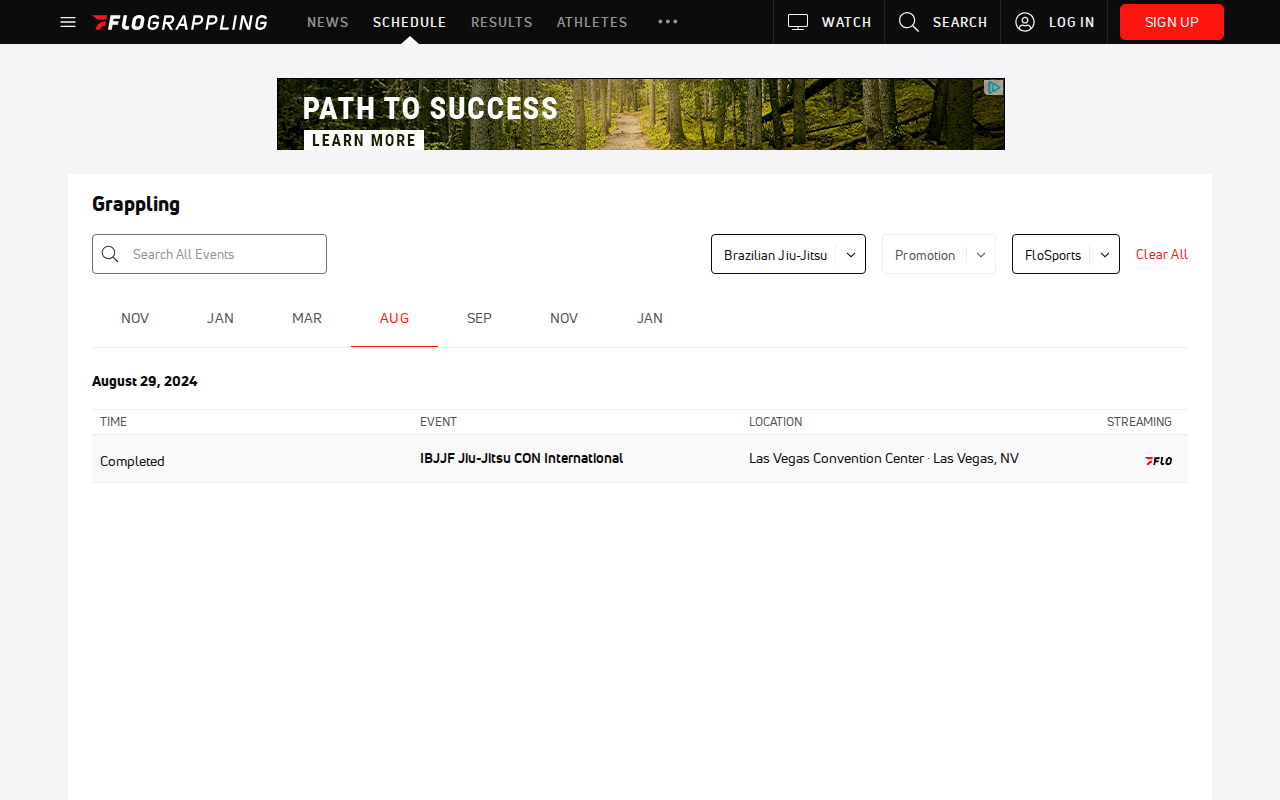 FLOGRAPPLING NEWS SCHEDULE RESULTS ATHLETES WATCH SEARCH LOG IN SIGN UP
PATH TO SUCCESS
LEARN MORE
Grappling
Search All Events Brazilian Jiu-Jitsu Promotion FloSports Clear All
NOV JAN MAR AUG SEP NOV JAN
August 29, 2024
TIME EVENT LOCATION STREAMING
Completed IBJJF Jiu-Jitsu CON International Las Vegas Convention Center · Las Vegas, NV FLO